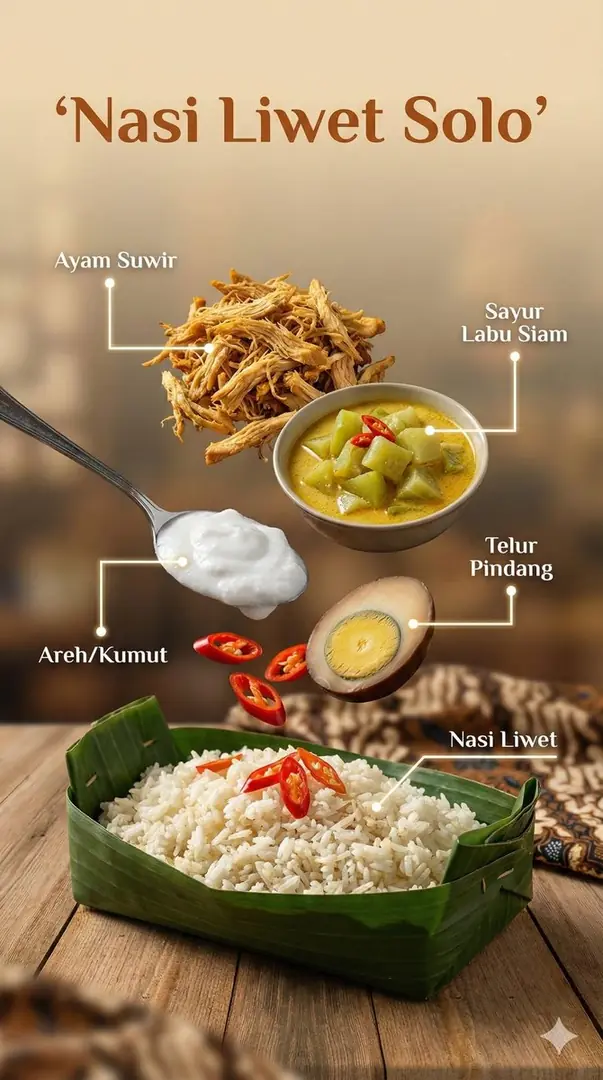 ‘Nasi Liwet Solo’
Ayam Suwir
Sayur
Labu Siam
Telur
Pindang
Areh/Kumut
Nasi Liwet